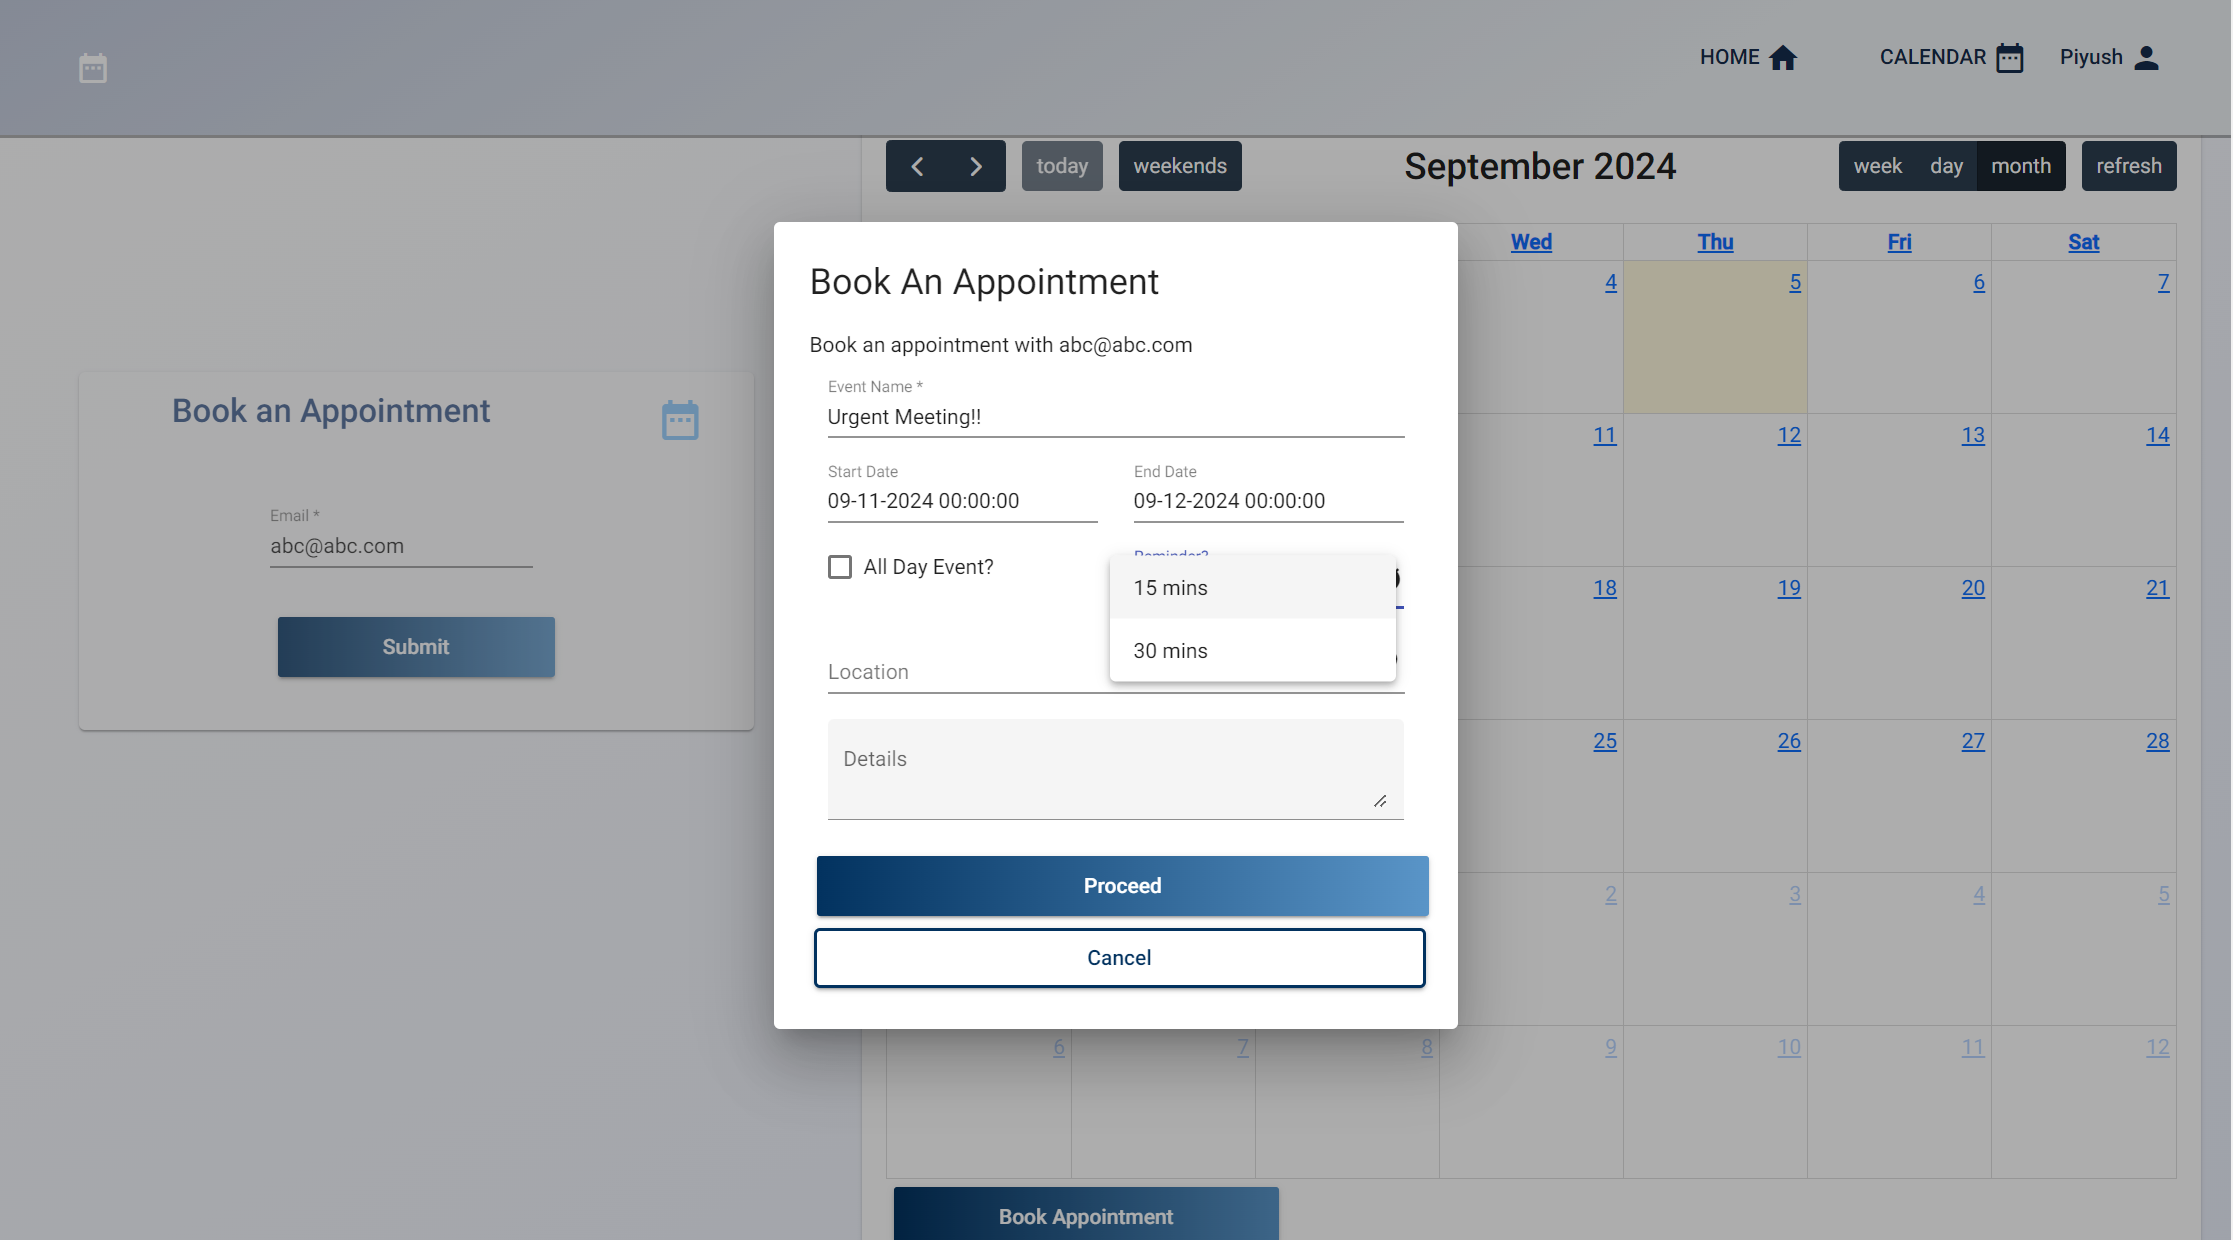 HOME
CALENDAR
Piyush
today
weekends
September 2024
week
day
month
refresh
Wed
Thu
Fri
Sat
4
5
6
7
11
12
13
14
18
19
20
21
25
26
27
28
2
3
4
5
6
7
8
9
10
11
12
Book Appointment
Book an Appointment
Email *
abc@abc.com
Submit
Book An Appointment
Book an appointment with abc@abc.com
Event Name *
Urgent Meeting!!
Start Date
09-11-2024 00:00:00
End Date
09-12-2024 00:00:00
All Day Event?
Reminder?
15 mins
30 mins
Location
Details
Proceed
Cancel